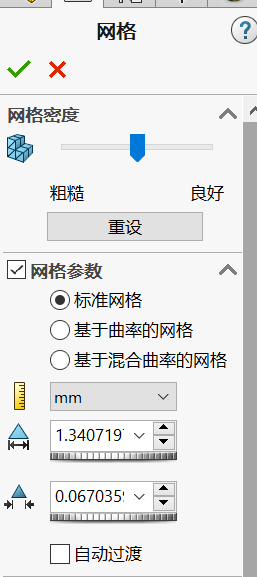 网格
?
网格密度
粗糙 良好
重设
网格参数
标准网格
基于曲率的网格
基于混合曲率的网格
mm
1.340719
0.067035
自动过渡